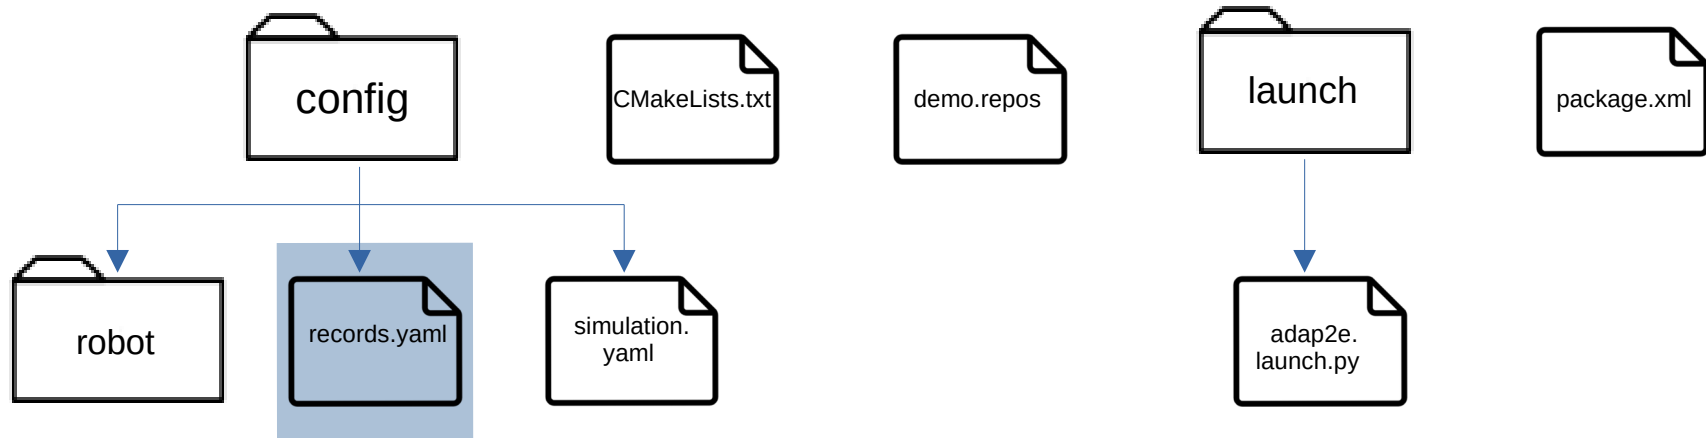 config
CMakeLists.txt
demo.repos
launch
package.xml
robot
records.yaml
simulation.
yaml
adap2e.
launch.py